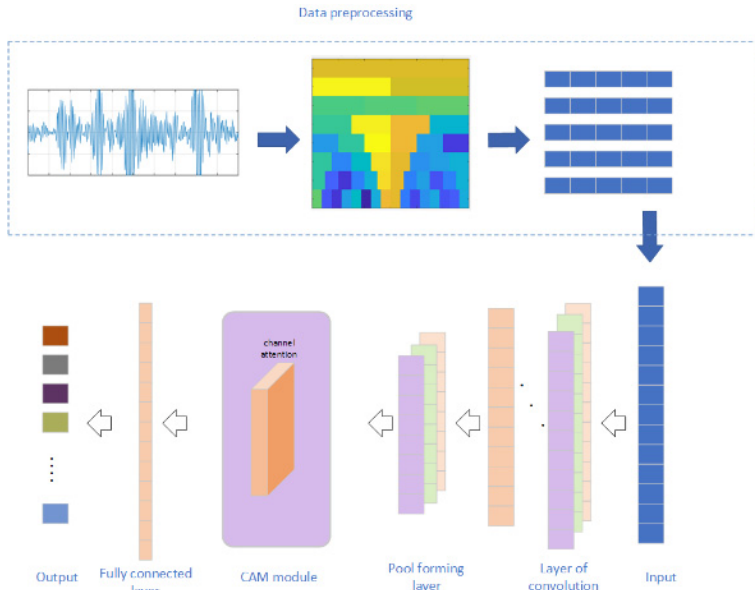 Data preprocessing
channel
attention
Output
Fully connected
CAM module
Pool forming
layer
Layer of
convolution
Input